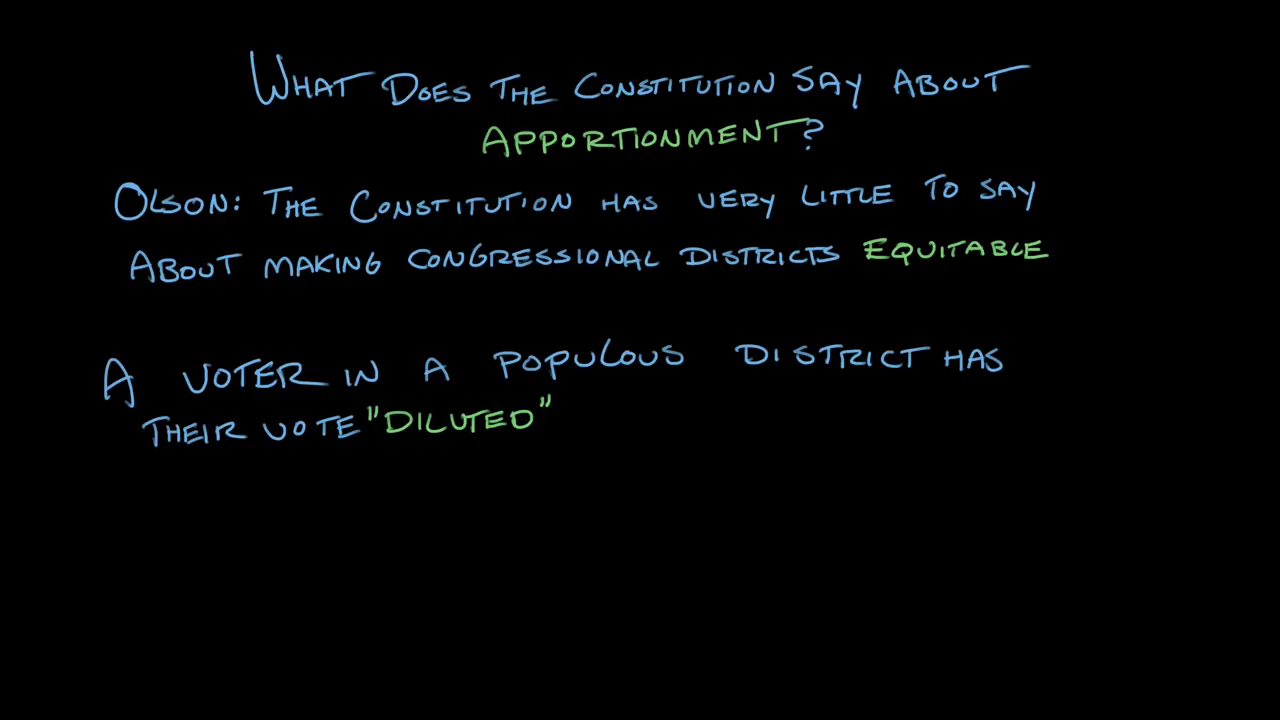 WHAT DOES THE CONSTITUTION SAY ABOUT
APPORTIONMENT?
OLSON: THE CONSTITUTION HAS VERY LITTLE TO SAY
ABOUT MAKING CONGRESSIONAL DISTRICTS EQUITABLE
A VOTER IN A POPULOUS DISTRICT HAS
THEIR VOTE "DILUTED"